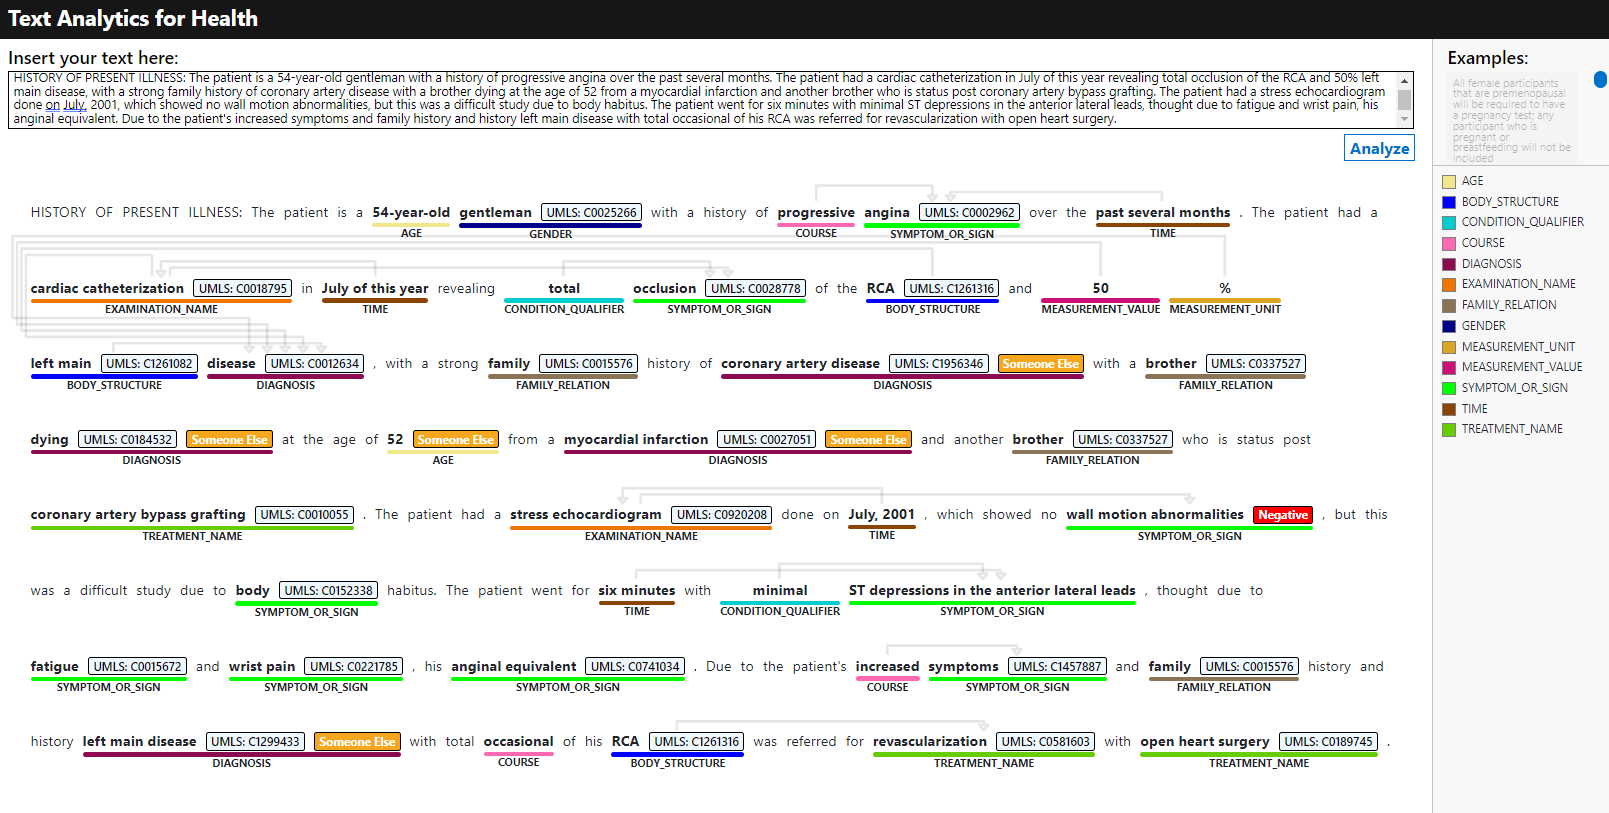 Text Analytics for Health
Insert your text here:
HISTORY OF PRESENT ILLNESS: The patient is a 54-year-old gentleman with a history of progressive angina over the past several months. The patient had a cardiac catheterization in July of this year revealing total occlusion of the RCA and 50% left
main disease, with a strong family history of coronary artery disease with a brother dying at the age of 52 from a myocardial infarction and another brother who is status post coronary artery bypass grafting. The patient had a stress echocardiogram
done on July, 2001, which showed no wall motion abnormalities, but this was a difficult study due to body habitus. The patient went for six minutes with minimal ST depressions in the anterior lateral leads, thought due to fatigue and wrist pain, his
anginal equivalent. Due to the patient's increased symptoms and family history and history left main disease with total occasional of his RCA was referred for revascularization with open heart surgery.
Analyze
HISTORY OF PRESENT ILLNESS: The patient is a 54-year-old gentleman UMLS: C0025266 with a history of progressive angina UMLS: C0002962 over the past several months . The patient had a
AGE GENDER COURSE SYMPTOM_OR_SIGN TIME
cardiac catheterization UMLS: C0018795 in July of this year revealing total occlusion UMLS: C0028778 of the RCA UMLS: C1261316 and 50 %
EXAMINATION_NAME TIME CONDITION_QUALIFIER SYMPTOM_OR_SIGN BODY_STRUCTURE MEASUREMENT_VALUE MEASUREMENT_UNIT
left main UMLS: C1261082 disease UMLS: C0012634 , with a strong family UMLS: C0015576 history of coronary artery disease UMLS: C1956346 Someone Else with a brother UMLS: C0337527
BODY_STRUCTURE DIAGNOSIS FAMILY_RELATION DIAGNOSIS FAMILY_RELATION
dying UMLS: C0184532 Someone Else at the age of 52 Someone Else from a myocardial infarction UMLS: C0027051 Someone Else and another brother UMLS: C0337527 who is status post
DIAGNOSIS AGE DIAGNOSIS FAMILY_RELATION
coronary artery bypass grafting UMLS: C0010055 . The patient had a stress echocardiogram UMLS: C0920208 done on July, 2001 , which showed no wall motion abnormalities Negative , but this
TREATMENT_NAME EXAMINATION_NAME TIME SYMPTOM_OR_SIGN
was a difficult study due to body UMLS: C0152338 habitus. The patient went for six minutes with minimal ST depressions in the anterior lateral leads , thought due to
SYMPTOM_OR_SIGN TIME CONDITION_QUALIFIER SYMPTOM_OR_SIGN
fatigue UMLS: C0015672 and wrist pain UMLS: C0221785 , his anginal equivalent UMLS: C0741034 . Due to the patient's increased symptoms UMLS: C1457887 and family UMLS: C0015576 history and
SYMPTOM_OR_SIGN SYMPTOM_OR_SIGN SYMPTOM_OR_SIGN COURSE SYMPTOM_OR_SIGN FAMILY_RELATION
history left main disease UMLS: C1299433 Someone Else with total occasional of his RCA UMLS: C1261316 was referred for revascularization UMLS: C0581603 with open heart surgery UMLS: C0189745 .
DIAGNOSIS COURSE BODY_STRUCTURE TREATMENT_NAME TREATMENT_NAME
Examples:
All female participants
that are premenopausal
will be required to have
a pregnancy test; any
participant who is
pregnant or
breastfeeding will not be
included
AGE
BODY_STRUCTURE
CONDITION_QUALIFIER
COURSE
DIAGNOSIS
EXAMINATION_NAME
FAMILY_RELATION
GENDER
MEASUREMENT_UNIT
MEASUREMENT_VALUE
SYMPTOM_OR_SIGN
TIME
TREATMENT_NAME